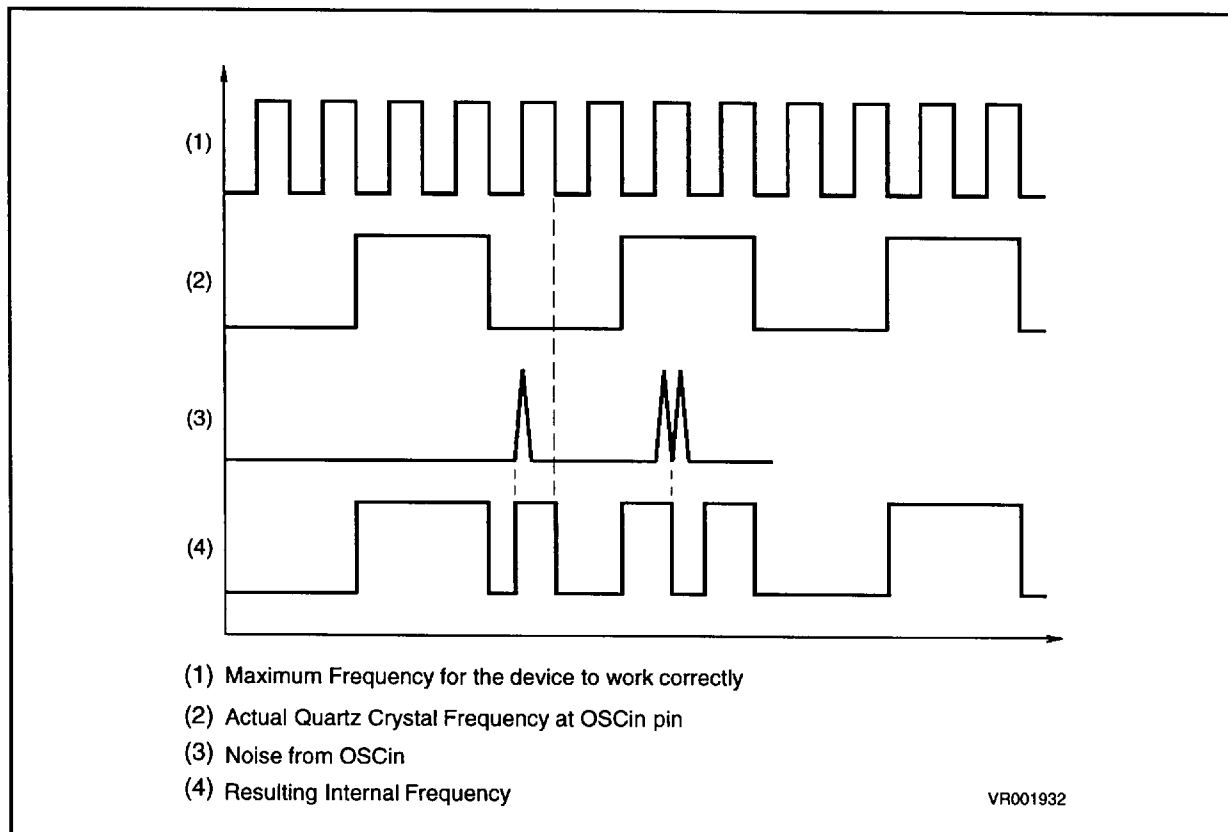 (1)
(2)
(3)
(4)
(1) Maximum Frequency for the device to work correctly
(2) Actual Quartz Crystal Frequency at OSCin pin
(3) Noise from OSCin
(4) Resulting Internal Frequency
VR001932